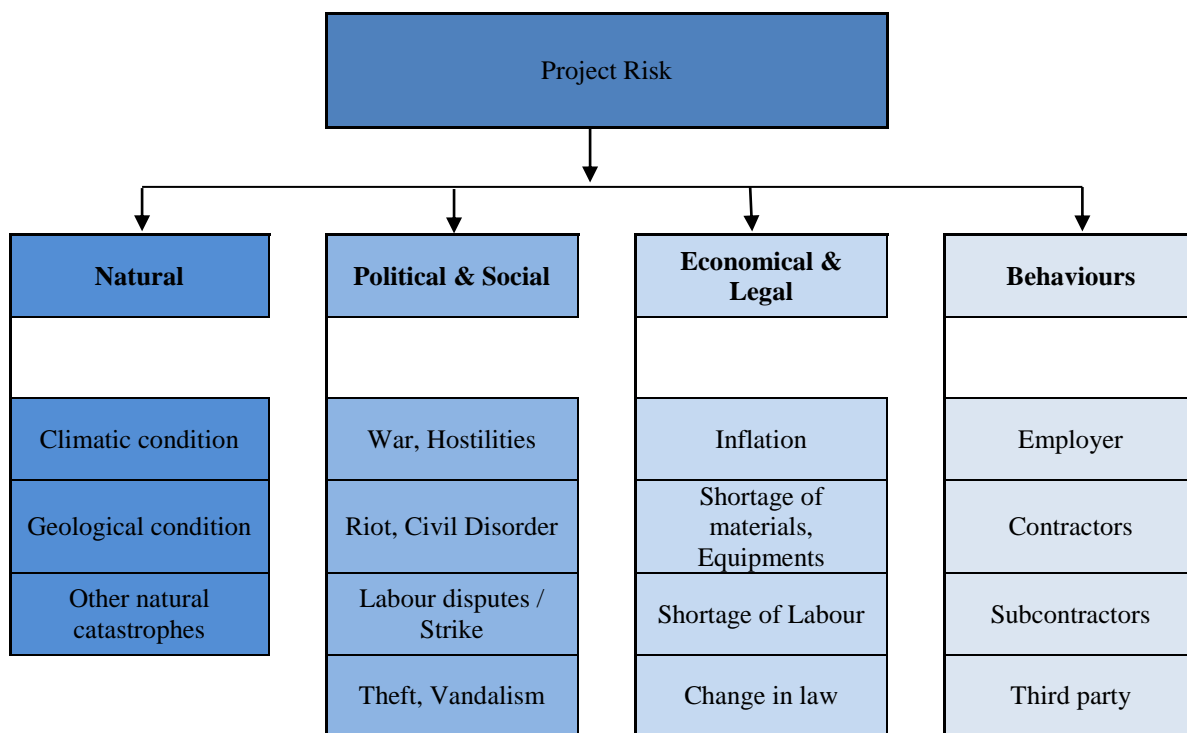 Project Risk
Natural
Political & Social
Economical &
Legal
Behaviours
Climatic condition
War, Hostilities
Inflation
Employer
Geological condition
Riot, Civil Disorder
Shortage of
materials,
Equipments
Contractors
Other natural
catastrophes
Labour disputes /
Strike
Shortage of Labour
Subcontractors
Theft, Vandalism
Change in law
Third party